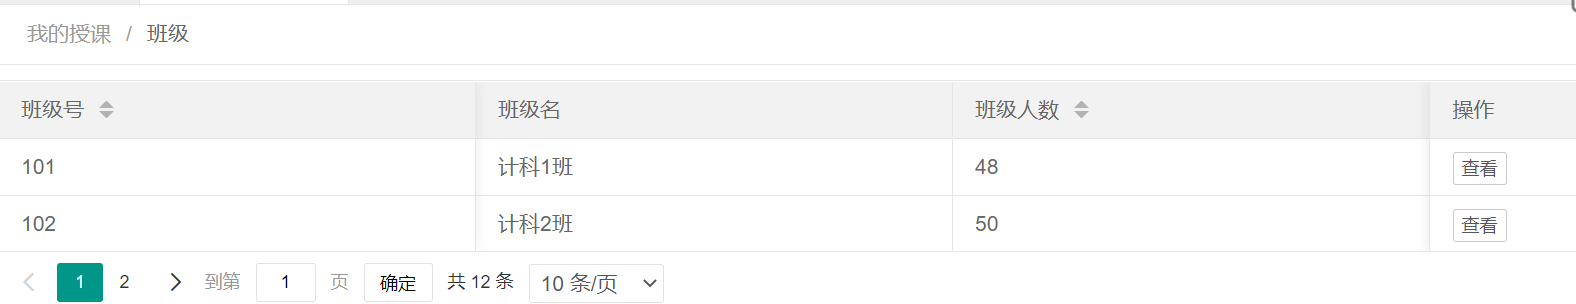 我的授课 / 班级
班级号 班级名 班级人数 操作
101 计科1班 48 查看
102 计科2班 50 查看
1 2 到第 1 页 确定 共 12 条 10 条/页